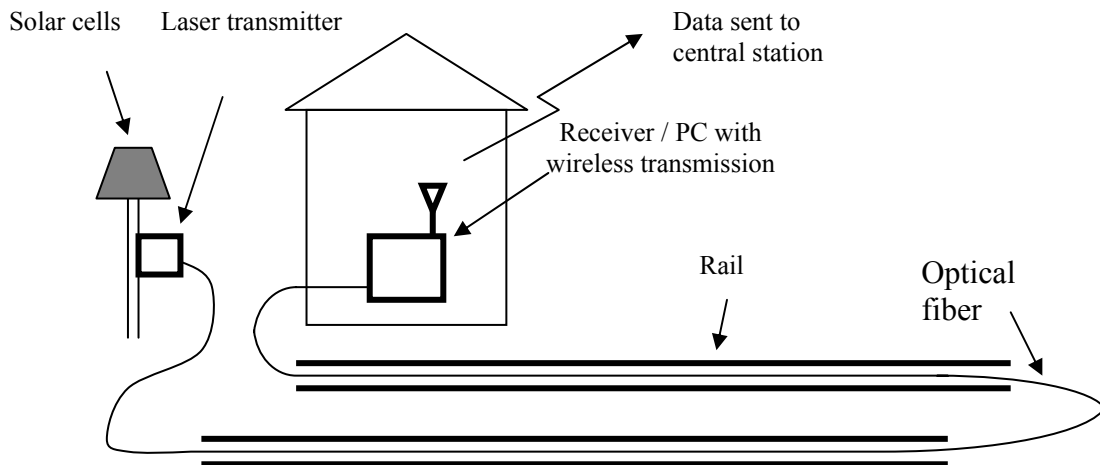 Solar cells
Laser transmitter
Data sent to
central station
Receiver / PC with
wireless transmission
Rail
Optical
fiber